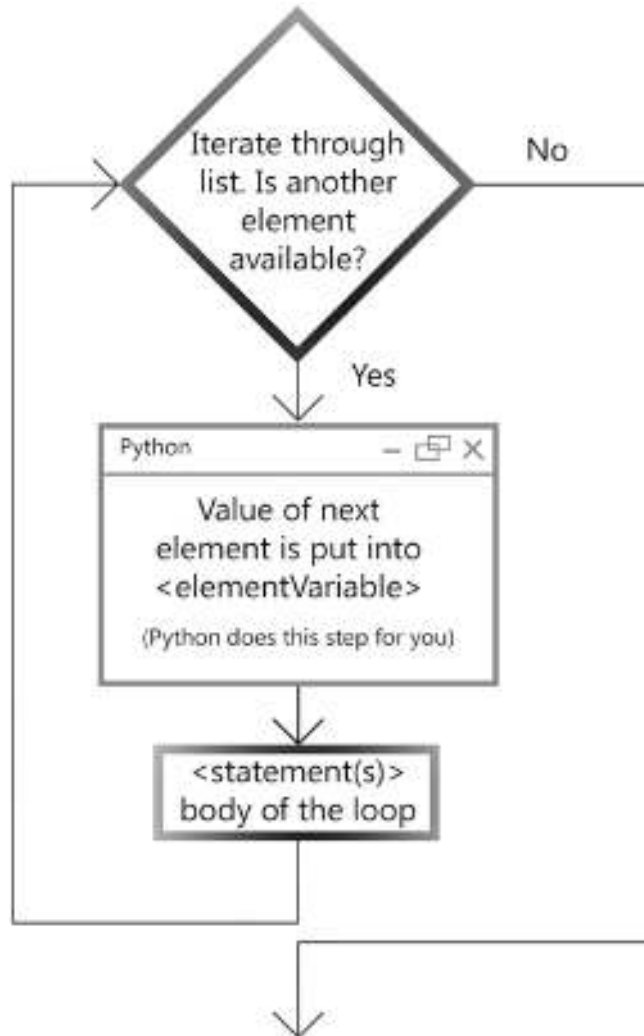 Iterate through
list. Is another
element
available?
No
Yes
Python
Value of next
element is put into
<elementVariable>
(Python does this step for you)
<statement(s)>
body of the loop